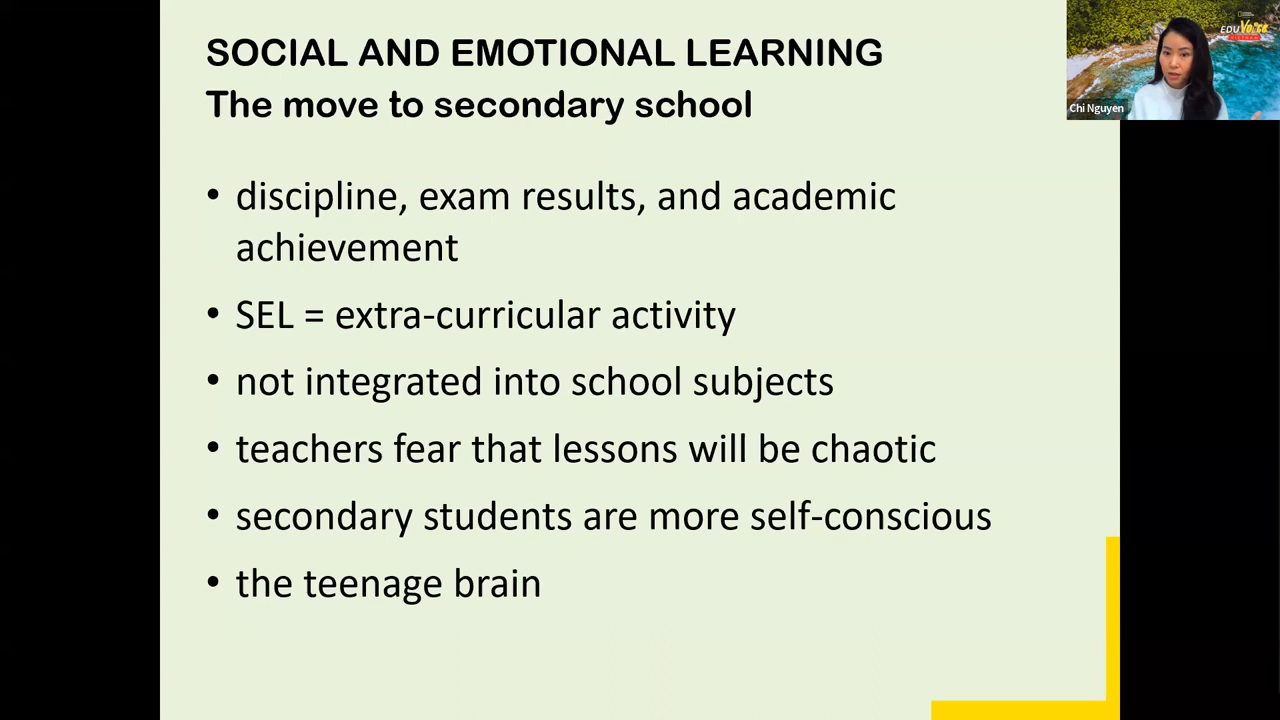 SOCIAL AND EMOTIONAL LEARNING
The move to secondary school
• discipline, exam results, and academic
achievement
• SEL = extra-curricular activity
• not integrated into school subjects
• teachers fear that lessons will be chaotic
• secondary students are more self-conscious
• the teenage brain
Chi Nguyen
EDUVoice
VIETNAM